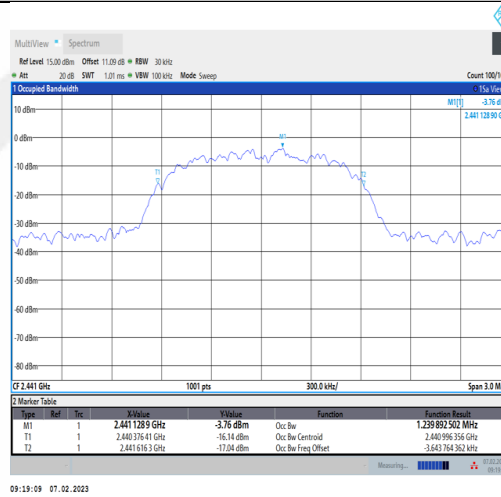 MultiView Spectrum
Ref Level 15.00 dBm Offset 11.09 dB RBW 30 kHz
Att 20 dB SWT 1.01 ms VBW 100 kHz Mode Sweep Count 100/1
1 Occupied Bandwidth
M1[1] -3.76 d
2.441 128 90
10 dBm
0 dBm
M1
-10 dBm
T1
T2
T2
-20 dBm
-30 dBm
-40 dBm
-50 dBm
-60 dBm
-70 dBm
-80 dBm
CF 2.441 GHz 1001 pts 300.0 kHz/ Span 3.0 M
2 Marker Table
Type Ref Trc X-Value Y-Value Function Function Result
M1 1 2.441 128 9 GHz -3.76 dBm Occ Bw 1.239 892 502 MHz
T1 1 2.440 376 41 GHz -16.14 dBm Occ Bw Centroid 2.440 996 356 GHz
T2 1 2.441 616 3 GHz -17.04 dBm Occ Bw Freq Offset -3.643 764 362 kHz
Measuring...
09:19:09 07.02.2023